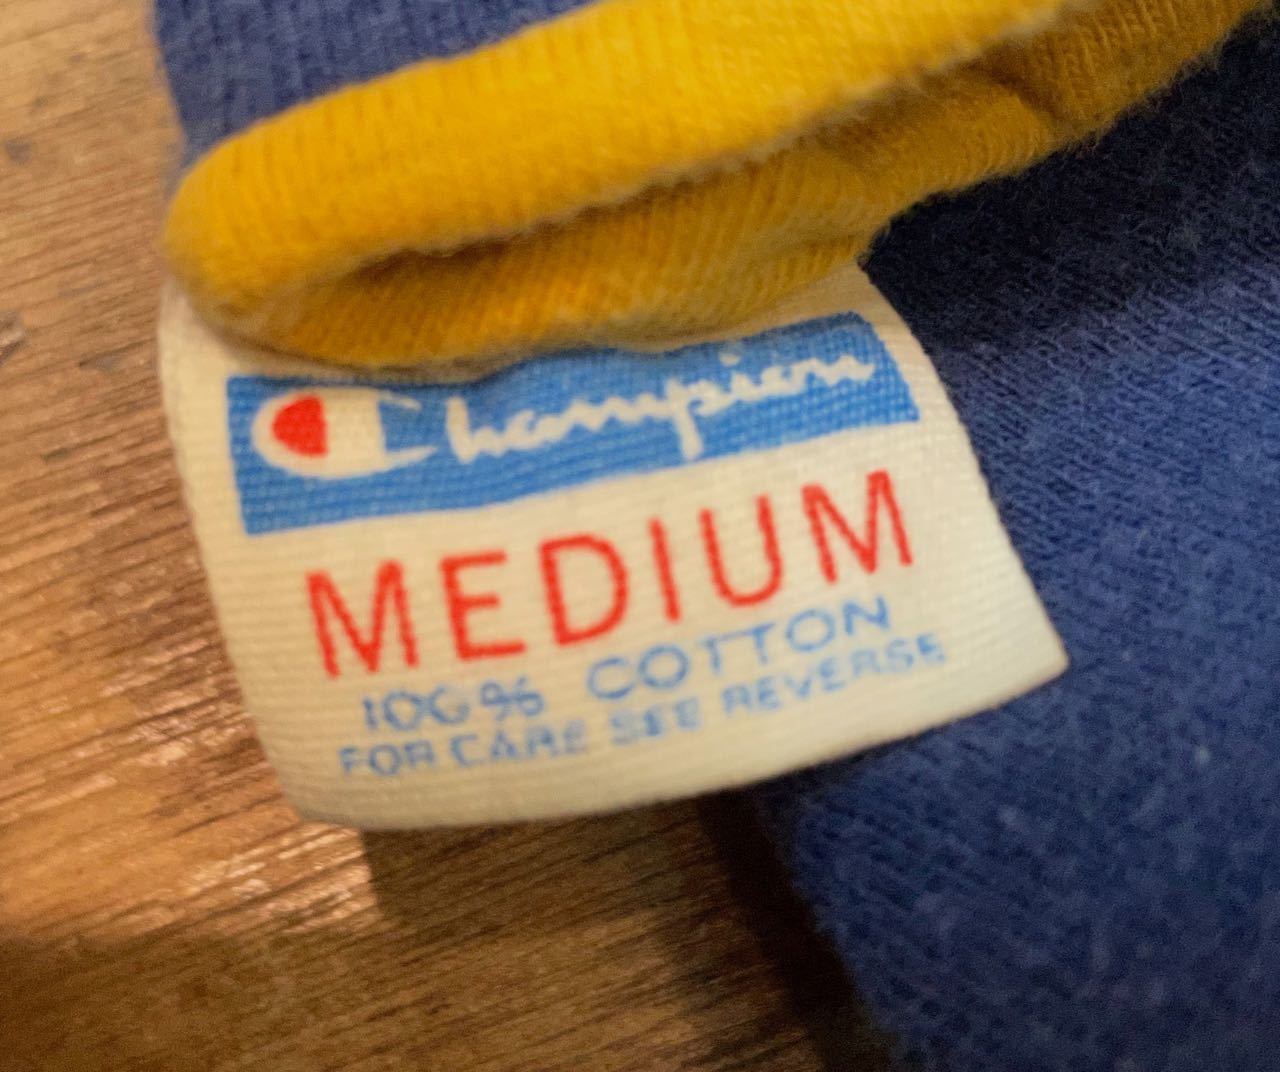 Champion
MEDIUM
100% COTTON
FOR CARE SEE REVERSE